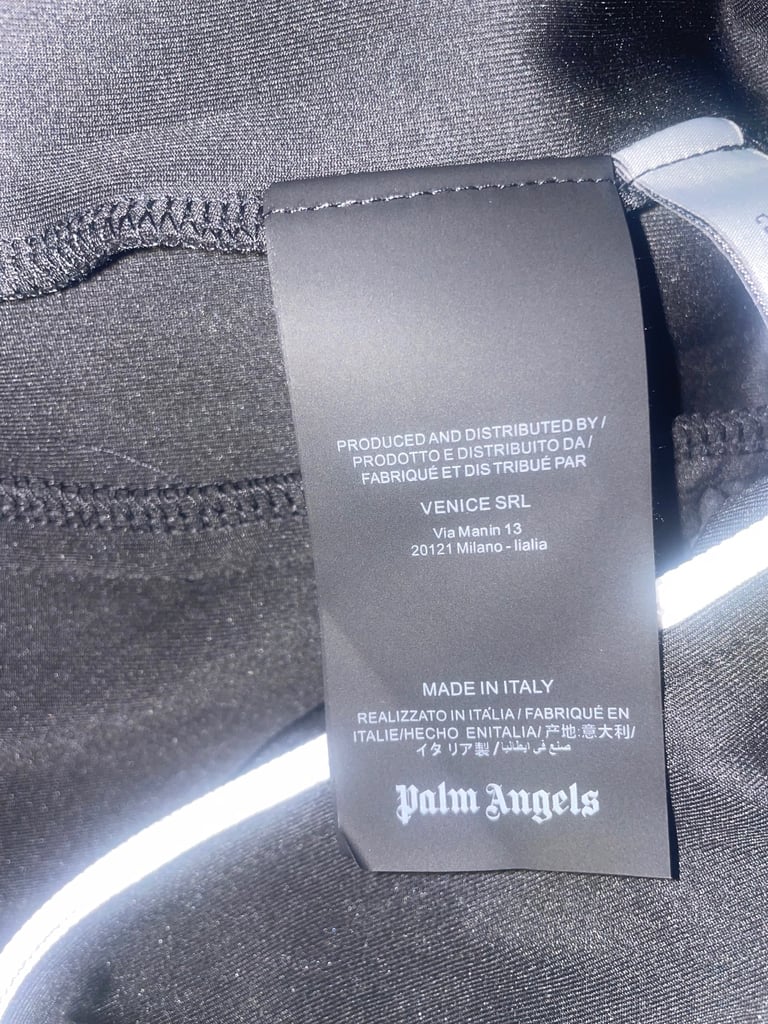 PRODUCED AND DISTRIBUTED BY /
PRODOTTO E DISTRIBUITO DA /
FABRIQUÉ ET DIS TRIBUÉ PAR
VENICE SRL
Via Manin 13
20121 Milano - lialia
MADE IN ITALY
REALIZZATO IN ITALIA / FABRIQUÉ EN
ITALIE/HECHO ENITALIA/ 产地:意大利/
イタリア製 / صنع في ايطاليا
Palm Angels